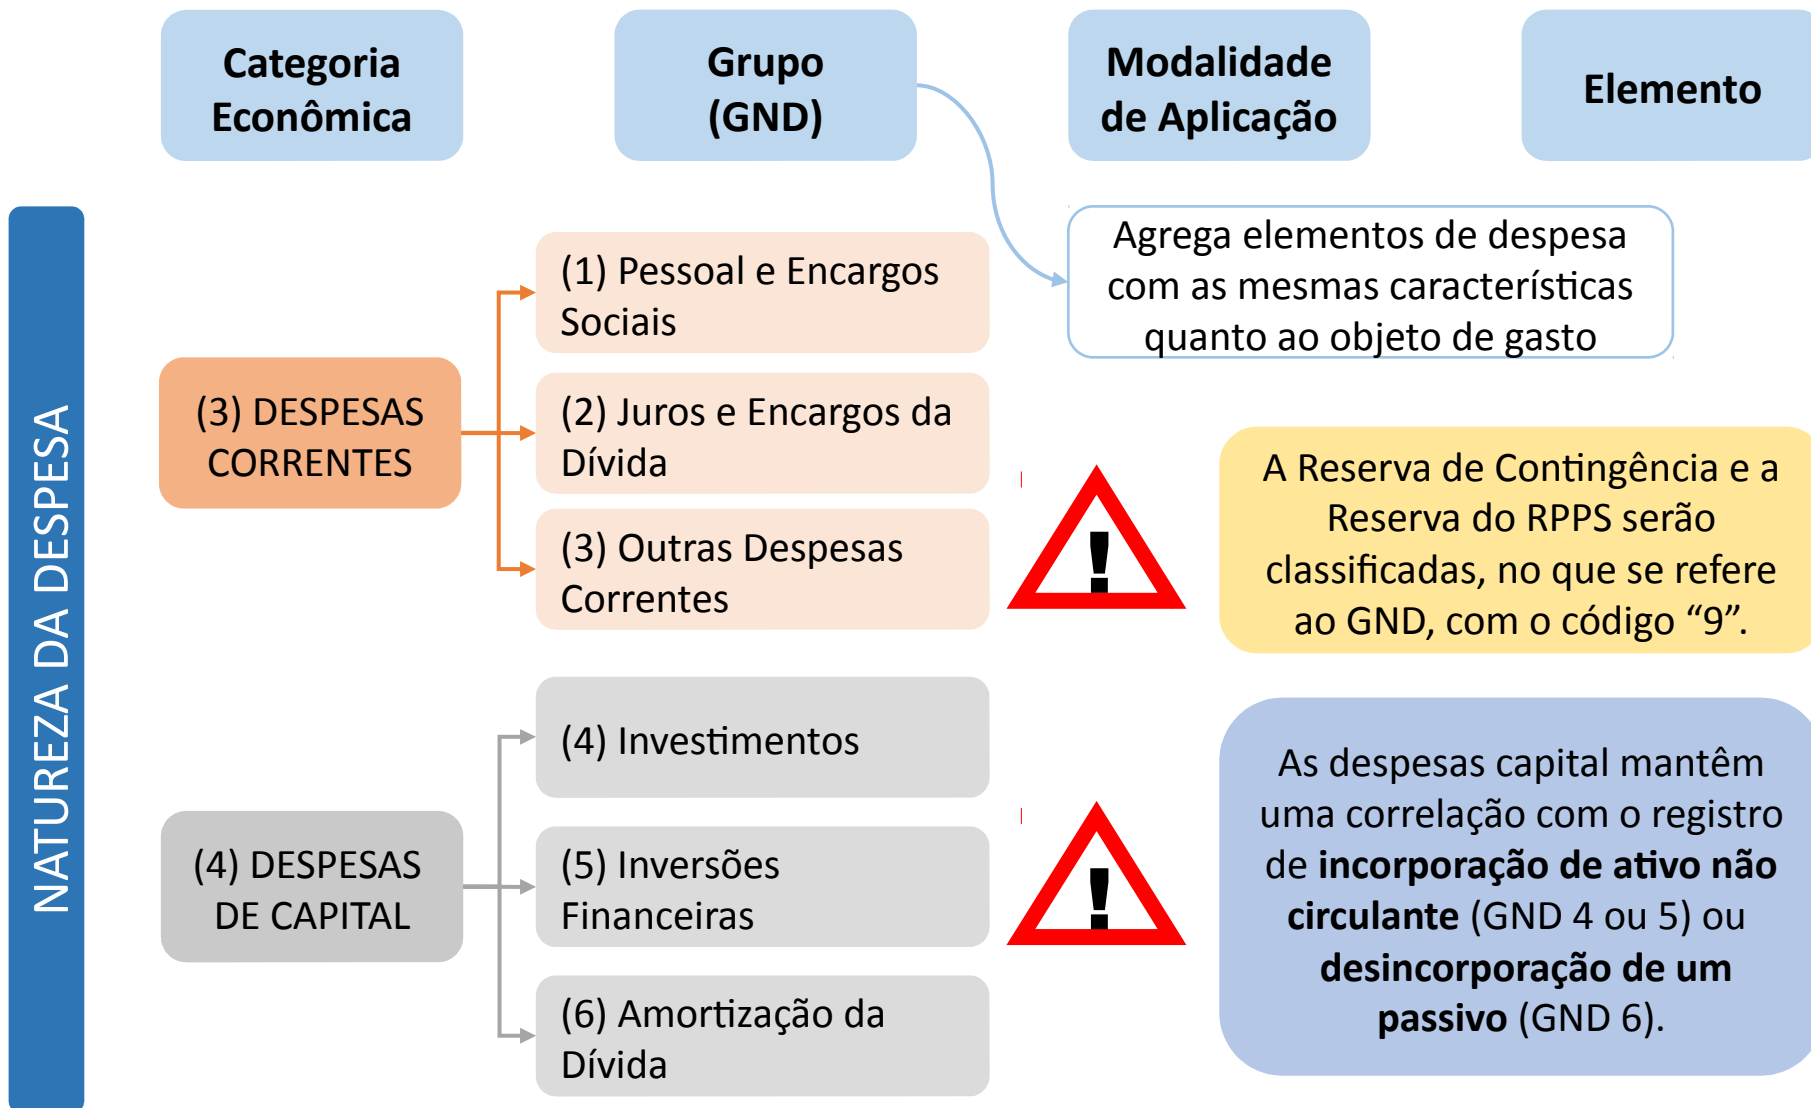 Categoria
Econômica
Grupo
(GND)
Modalidade
de Aplicação
Elemento
NATUREZA DA DESPESA
Agrega elementos de despesa
com as mesmas características
quanto ao objeto de gasto
(3) DESPESAS
CORRENTES
(1) Pessoal e Encargos
Sociais
(2) Juros e Encargos da
Dívida
(3) Outras Despesas
Correntes
!
A Reserva de Contingência e a
Reserva do RPPS serão
classificadas, no que se refere
ao GND, com o código “9”.
(4) DESPESAS
DE CAPITAL
(4) Investimentos
(5) Inversões
Financeiras
(6) Amortização da
Dívida
!
As despesas capital mantêm
uma correlação com o registro
de incorporação de ativo não
circulante (GND 4 ou 5) ou
desincorporação de um
passivo (GND 6).